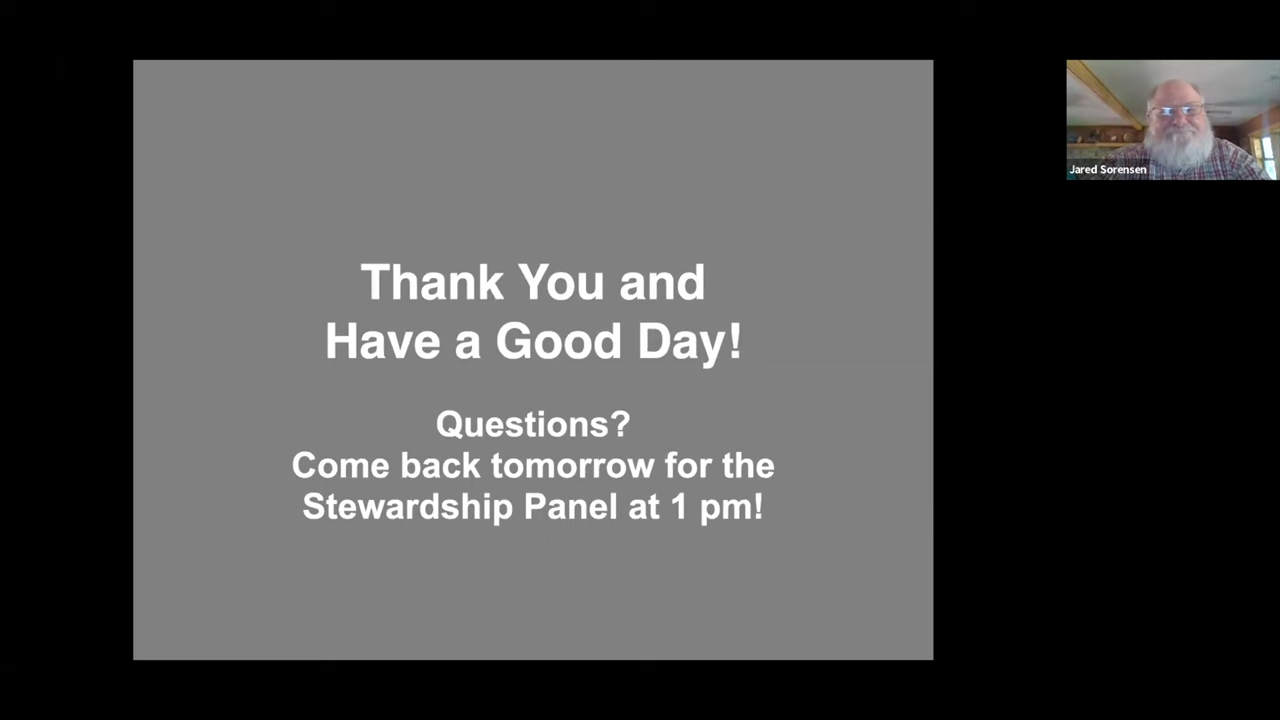 Thank You and
Have a Good Day!
Questions?
Come back tomorrow for the
Stewardship Panel at 1 pm!
Jared Sorensen